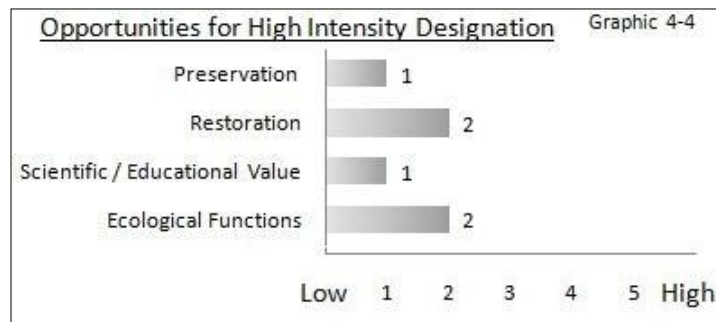 Opportunities for High Intensity Designation Graphic 4-4
Preservation 1
Restoration 2
Scientific / Educational Value 1
Ecological Functions 2
Low 1 2 3 4 5 High